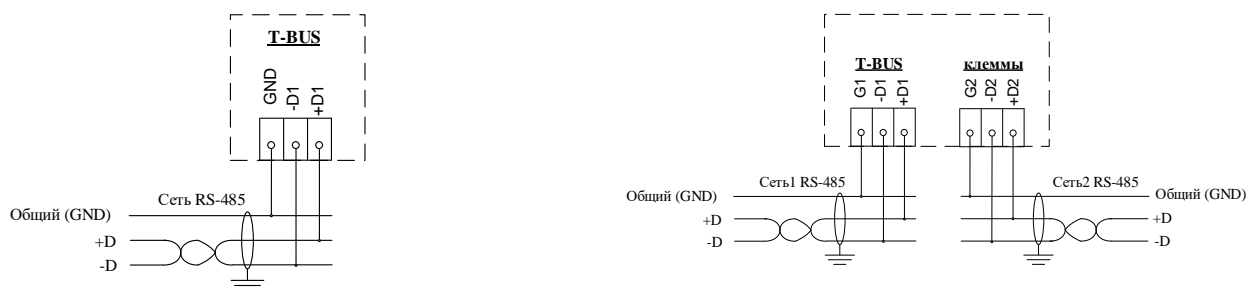 T-BUS
GND
-D1
+D1
Сеть RS-485
Общий (GND)
+D
-D
T-BUS
клеммы
G1
-D1
+D1
G2
-D2
+D2
Сеть1 RS-485
Сеть2 RS-485
Общий (GND)
Общий (GND)
+D
+D
-D
-D